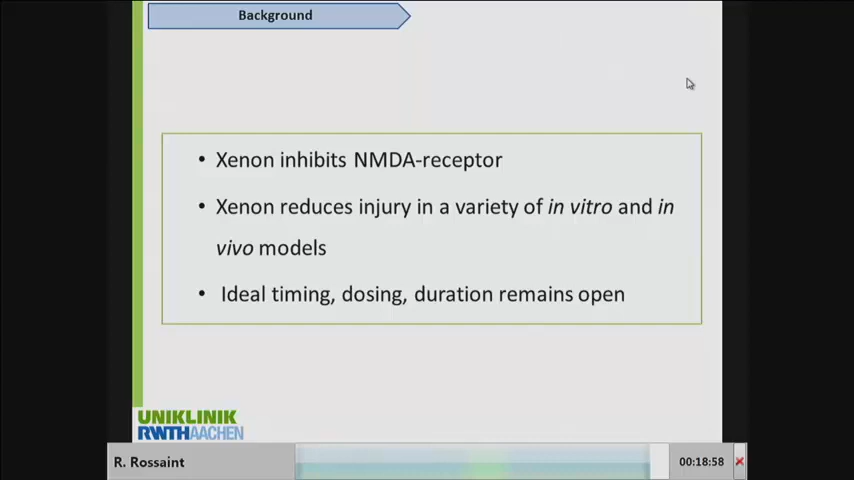 Background
• Xenon inhibits NMDA-receptor
• Xenon reduces injury in a variety of in vitro and in
vivo models
• Ideal timing, dosing, duration remains open
UNIKLINIK
RWTHAACHEN
R. Rossaint
00:18:58